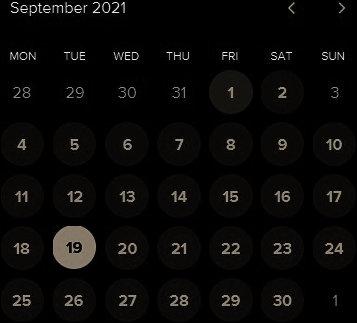 September 2021
MON TUE WED THU FRI SAT SUN
28 29 30 31 1 2 3
4 5 6 7 8 9 10
11 12 13 14 15 16 17
18 19 20 21 22 23 24
25 26 27 28 29 30 1